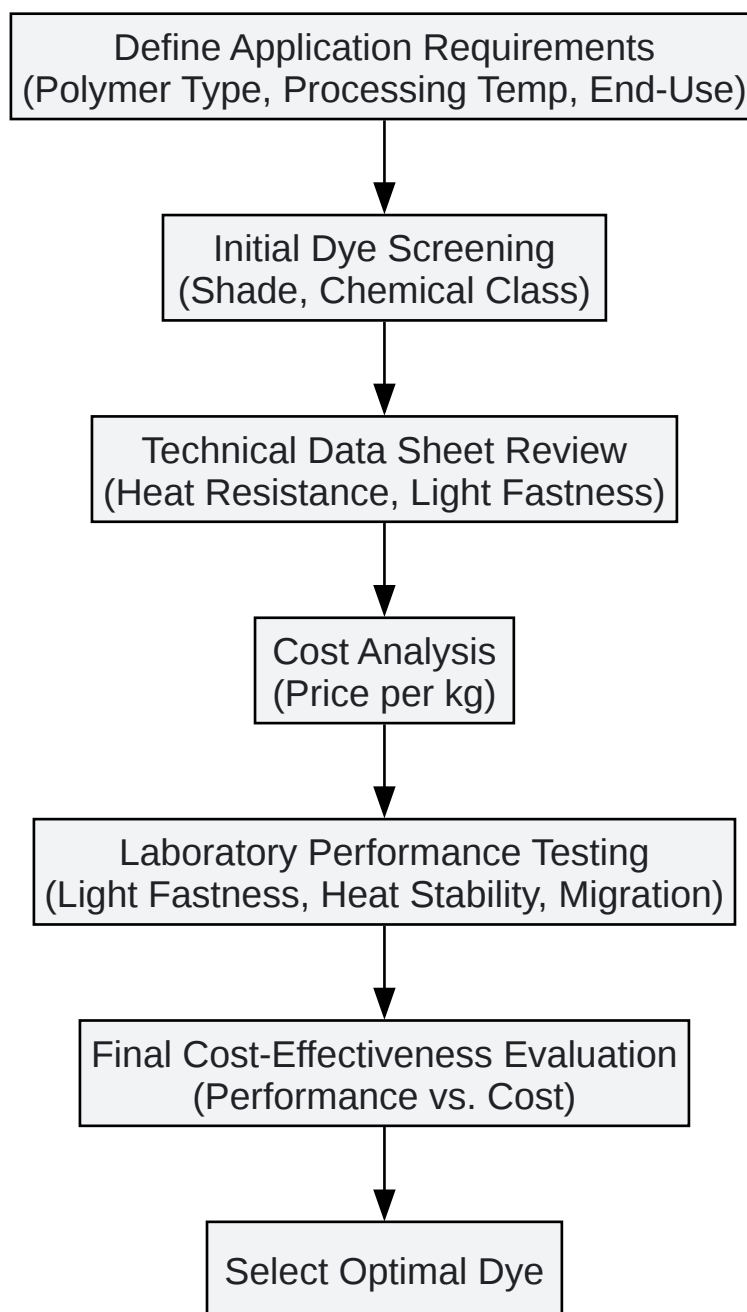 Define Application Requirements
(Polymer Type, Processing Temp, End-Use)
Initial Dye Screening
(Shade, Chemical Class)
Technical Data Sheet Review
(Heat Resistance, Light Fastness)
Cost Analysis
(Price per kg)
Laboratory Performance Testing
(Light Fastness, Heat Stability, Migration)
Final Cost-Effectiveness Evaluation
(Performance vs. Cost)
Select Optimal Dye